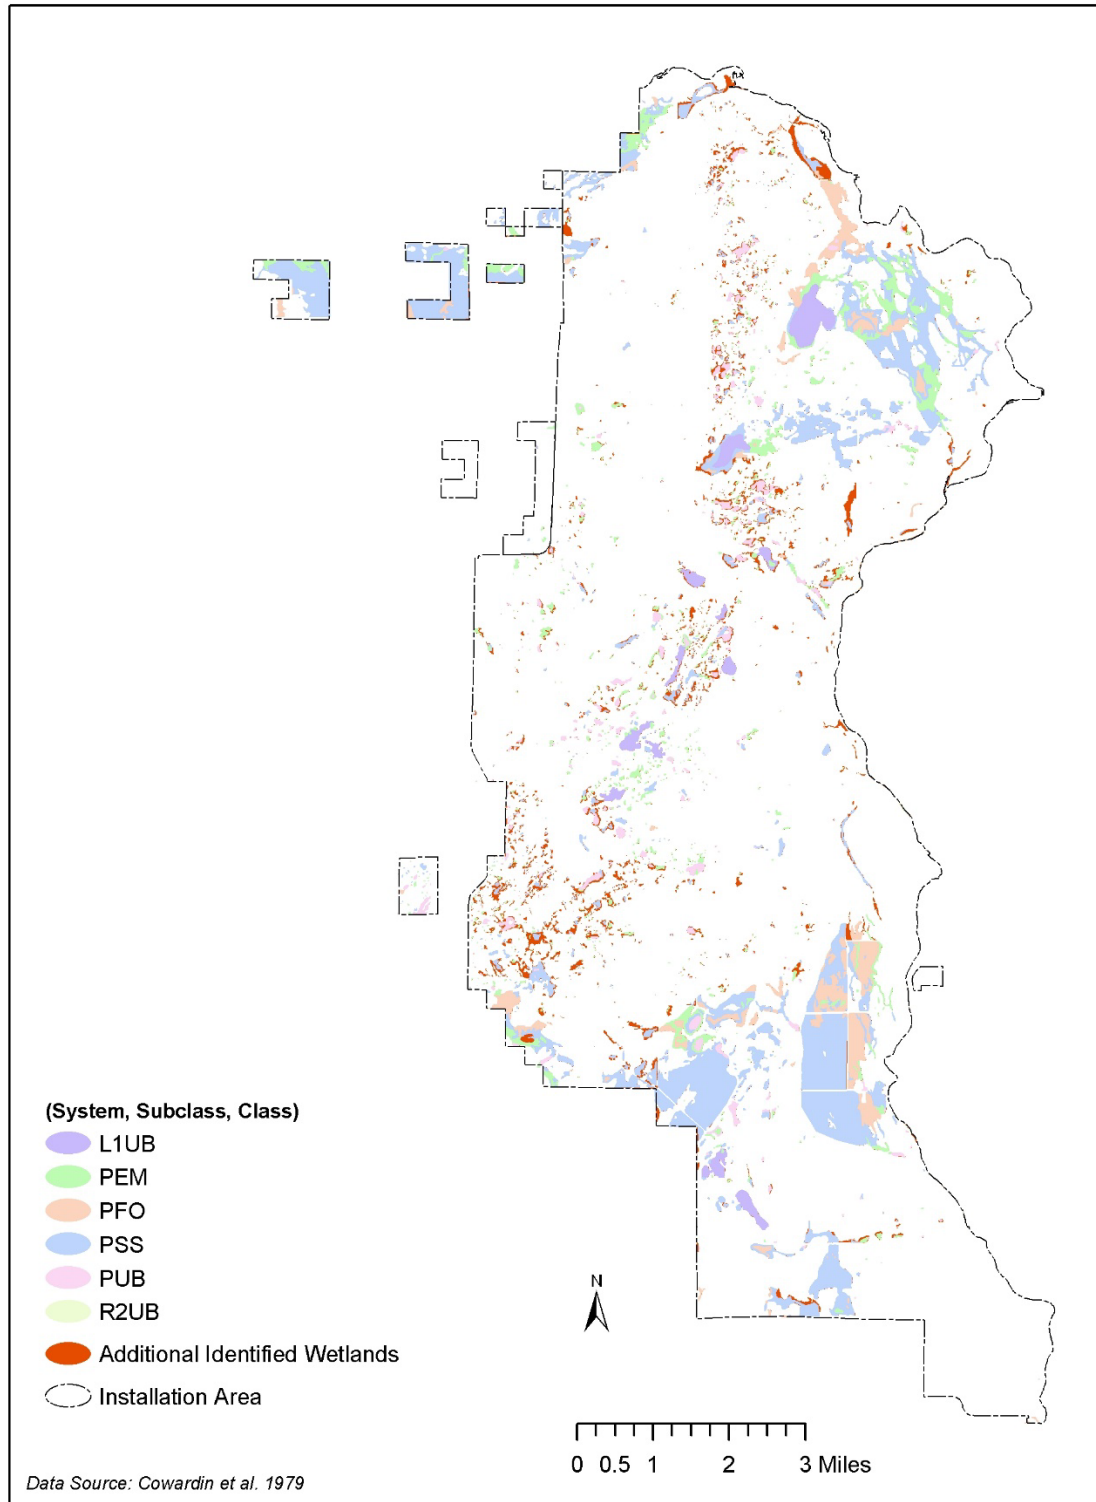 (System, Subclass, Class)
L1UB
PEM
PFO
PSS
PUB
R2UB
Additional Identified Wetlands
Installation Area
N
0 0.5 1 2 3 Miles
Data Source: Cowardin et al. 1979